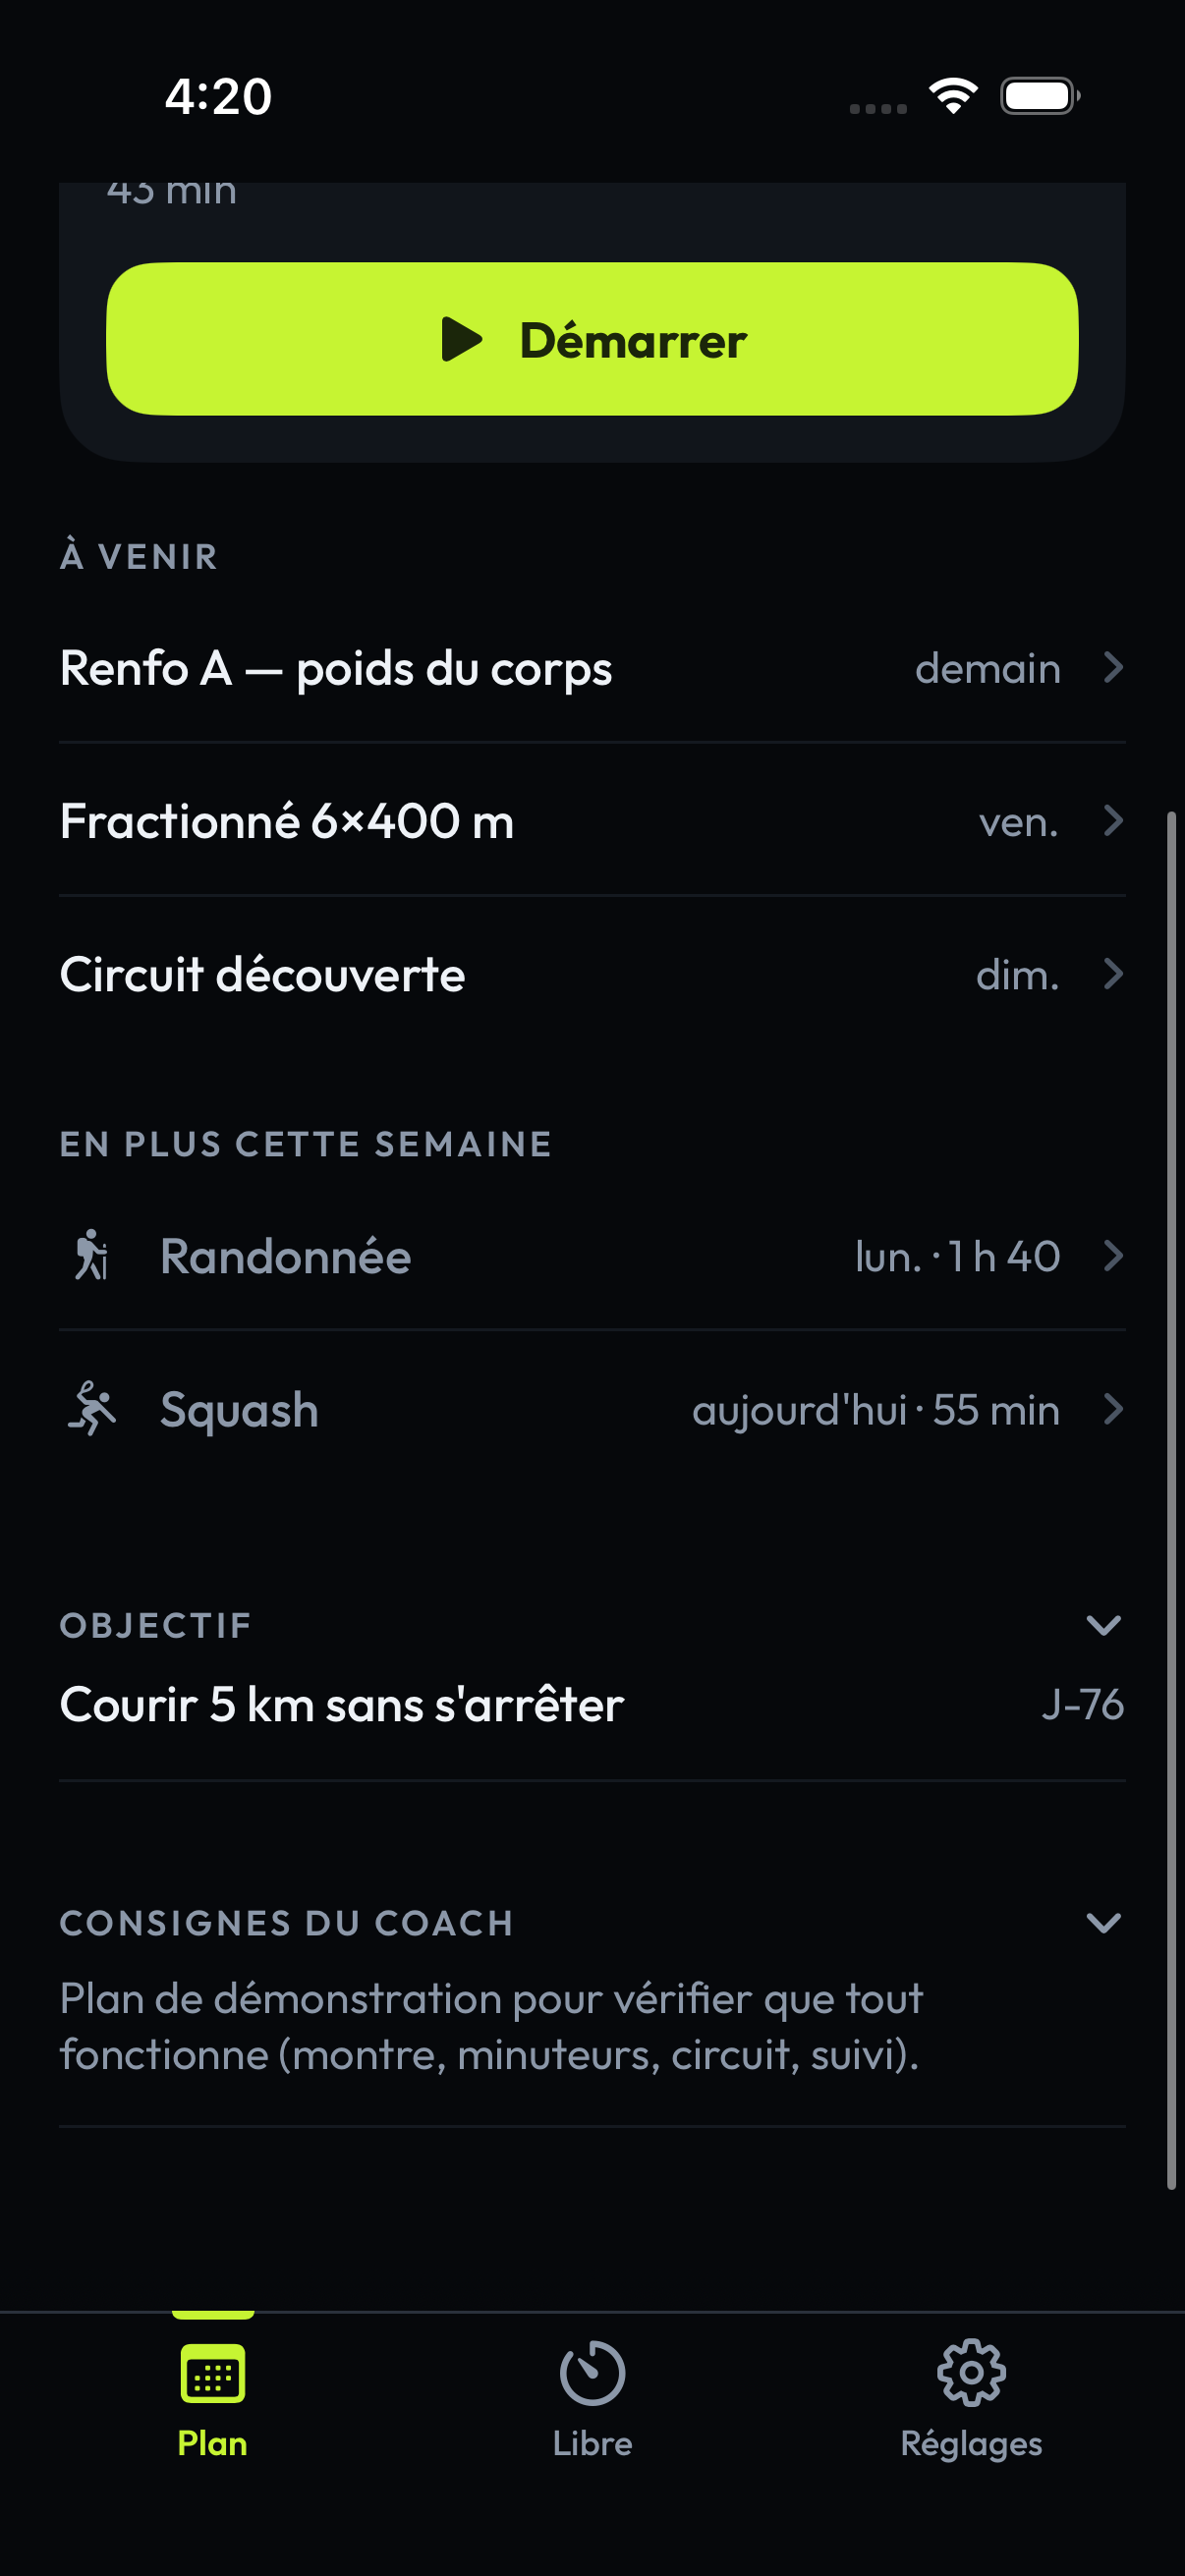 4:20
43 min
Démarrer
À VENIR
Renfo A — poids du corps demain
Fractionné 6×400 m ven.
Circuit découverte dim.
EN PLUS CETTE SEMAINE
Randonnée lun. · 1 h 40
Squash aujourd'hui · 55 min
OBJECTIF
Courir 5 km sans s'arrêter J-76
CONSIGNES DU COACH
Plan de démonstration pour vérifier que tout
fonctionne (montre, minuteurs, circuit, suivi).
Plan Libre Réglages